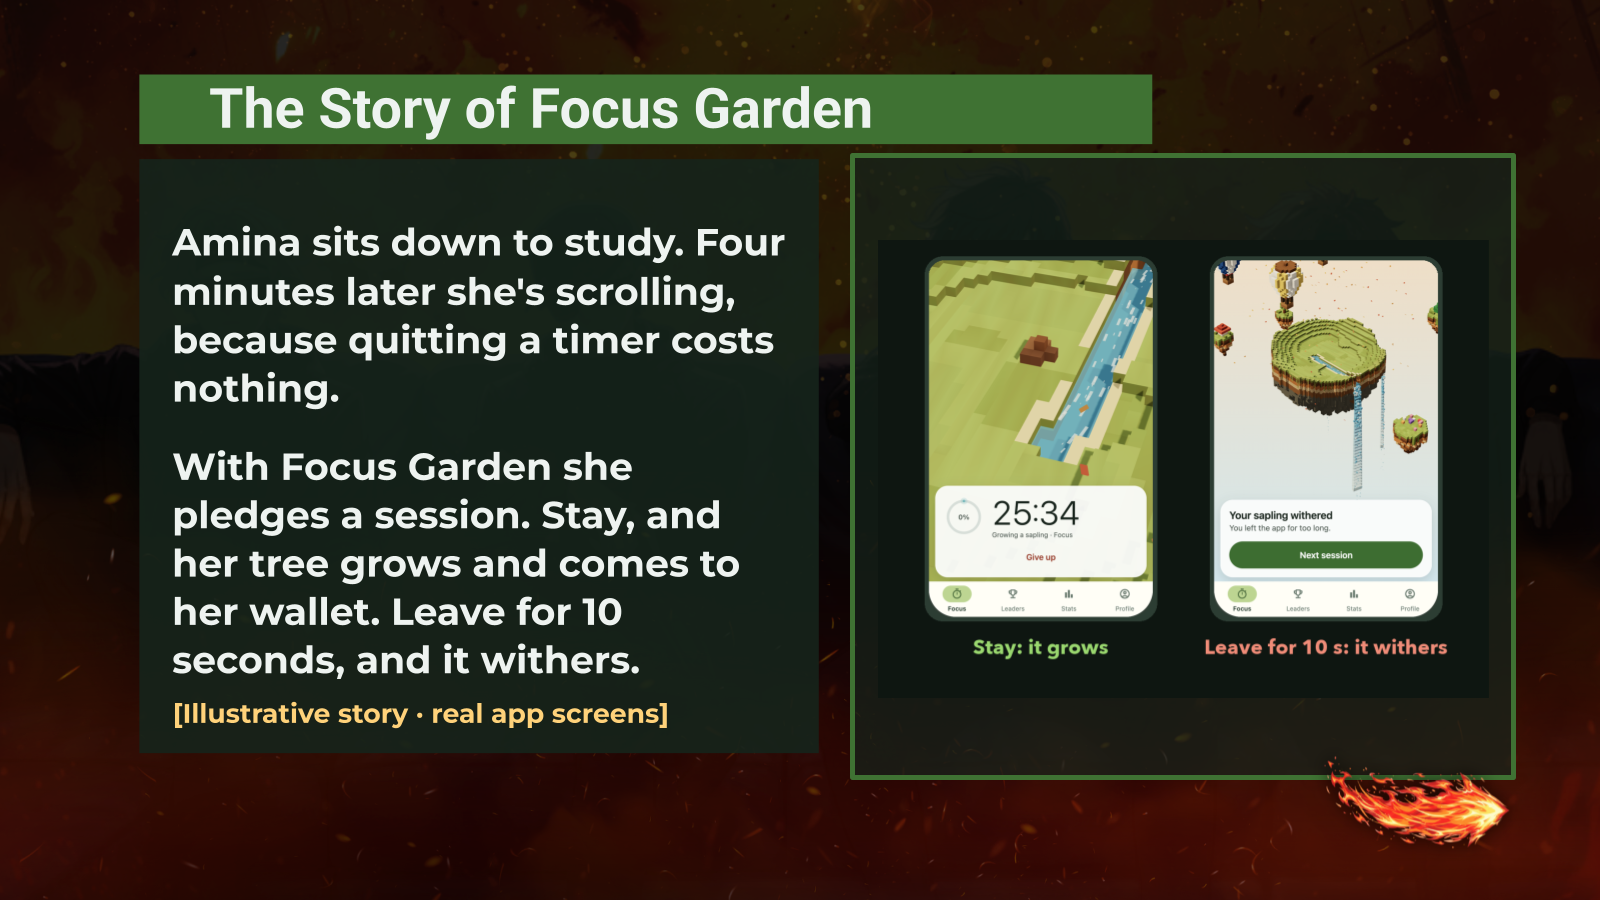 The Story of Focus Garden
Amina sits down to study. Four
minutes later she's scrolling,
because quitting a timer costs
nothing.
With Focus Garden she
pledges a session. Stay, and
her tree grows and comes to
her wallet. Leave for 10
seconds, and it withers.
[Illustrative story · real app screens]
0%
25:34
Growing a sapling · Focus
Give up
Focus
Leaders
Stats
Profile
Stay: it grows
Your sapling withered
You left the app for too long.
Next session
Focus
Leaders
Stats
Profile
Leave for 10 s: it withers